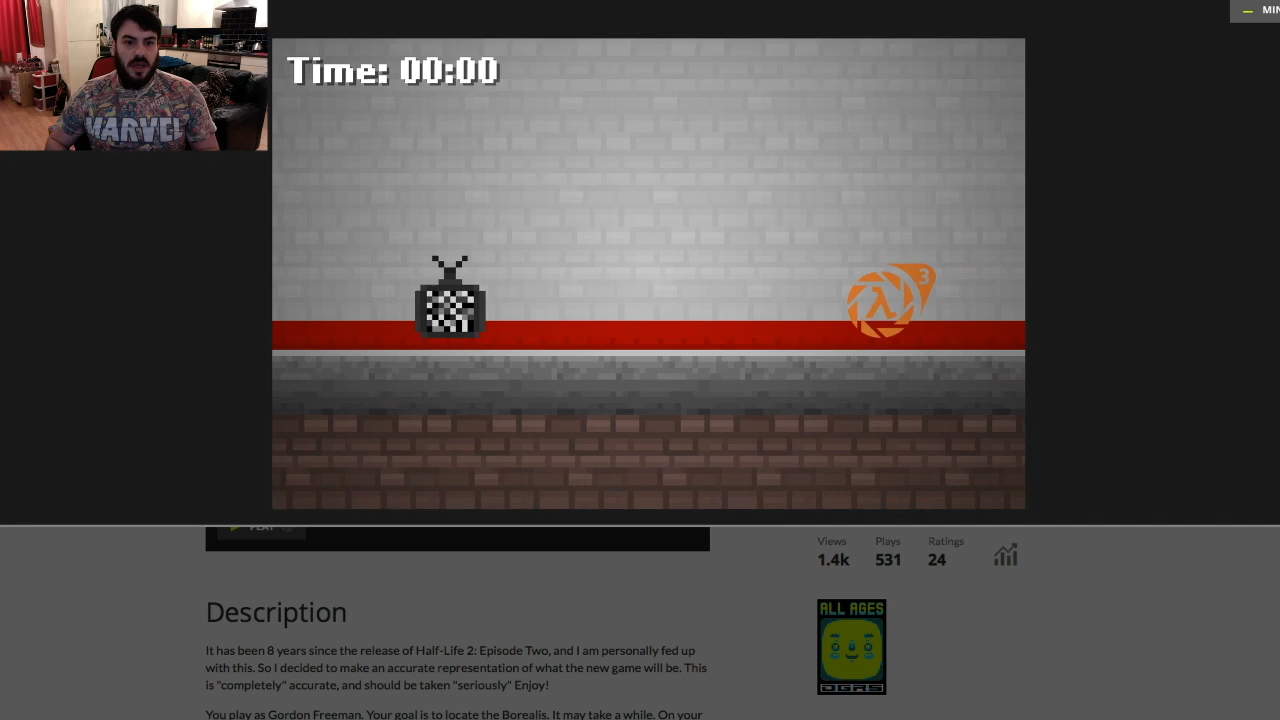 MARVEL
Time: 00:00
3
λ
PLAY
Views Plays Ratings
1.4k 531 24
ALL AGES
DGRS
Description
It has been 8 years since the release of Half-Life 2: Episode Two, and I am personally fed up
with this. So I decided to make an accurate representation of what the new game will be. This
is "completely" accurate, and should be taken "seriously" Enjoy!
You play as Gordon Freeman. Your goal is to locate the Borealis. It may take a while. On your